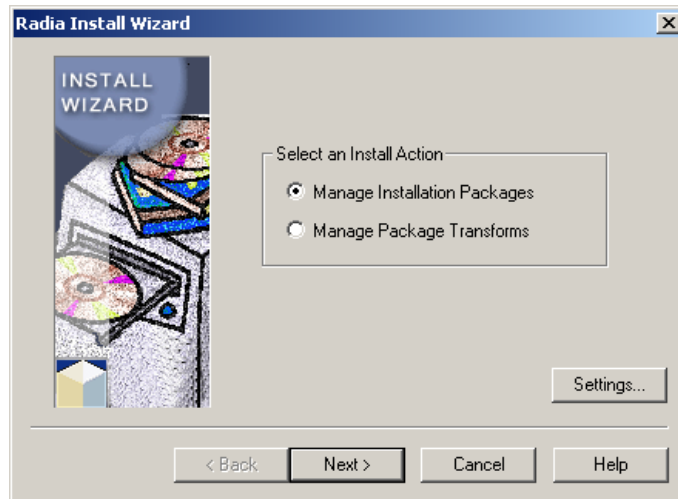 Radia Install Wizard
INSTALL
WIZARD
Select an Install Action
Manage Installation Packages
Manage Package Transforms
Settings...
< Back
Next >
Cancel
Help